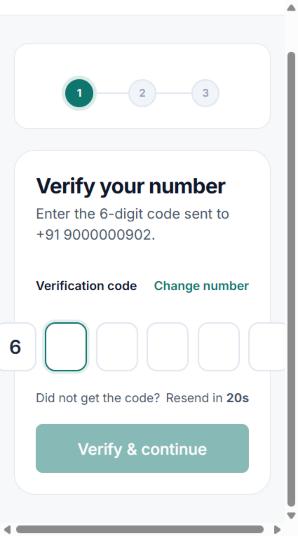 1 2 3
Verify your number
Enter the 6-digit code sent to
+91 9000000902.
Verification code Change number
6
Did not get the code? Resend in 20s
Verify & continue